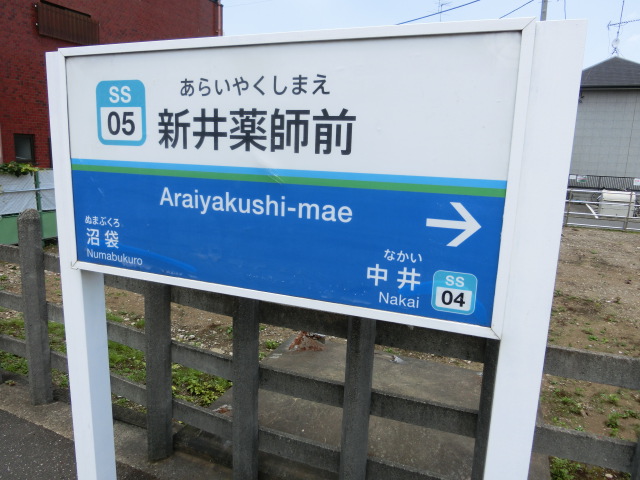 あらいやくしまえ
SS
05
新井薬師前
Araiyakushi-mae
→
ぬまぶくろ
沼袋
Numabukuro
なかい
中井
Nakai
SS
04